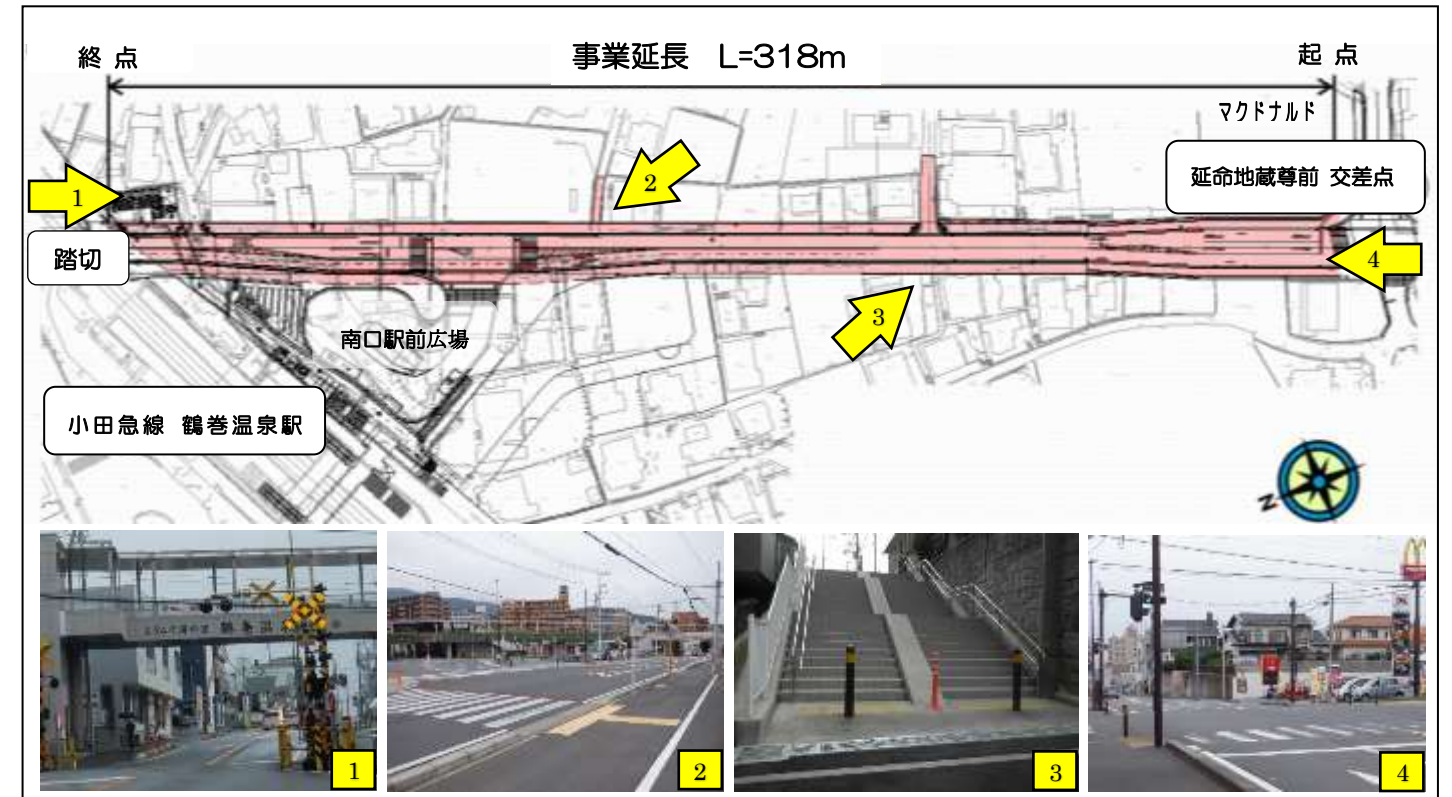 終 点
事業延長 L=318m
起 点
マクドナルド
1
2
延命地蔵尊前 交差点
踏切
4
3
南口駅前広場
小田急線 鶴巻温泉駅
Z
1
2
3
4